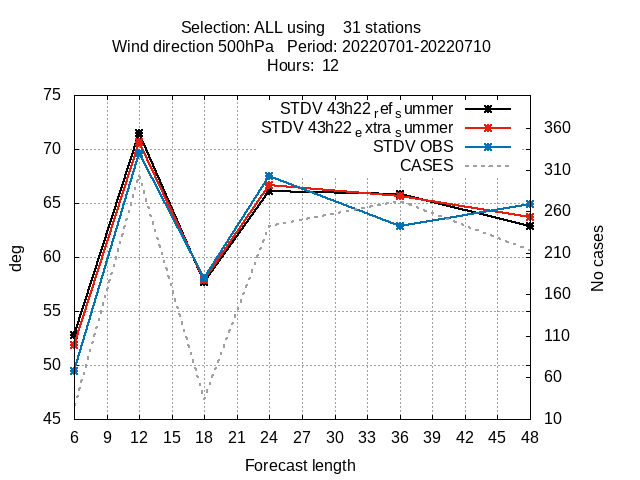 Selection: ALL using    31 stations
Wind direction 500hPa   Period: 20220701-20220710
Hours:  12
STDV 43h22 ref summer
STDV 43h22 extra summer
STDV OBS
CASES
75
70
65
60
55
50
45
deg
360
310
260
210
160
110
60
10
No cases
6 9 12 15 18 21 24 27 30 33 36 39 42 45 48
Forecast length